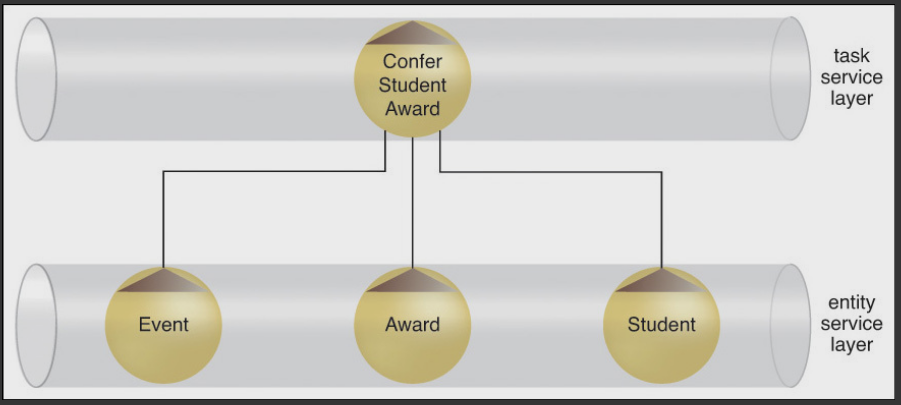 Confer
Student
Award
task
service
layer
Event
Award
Student
entity
service
layer